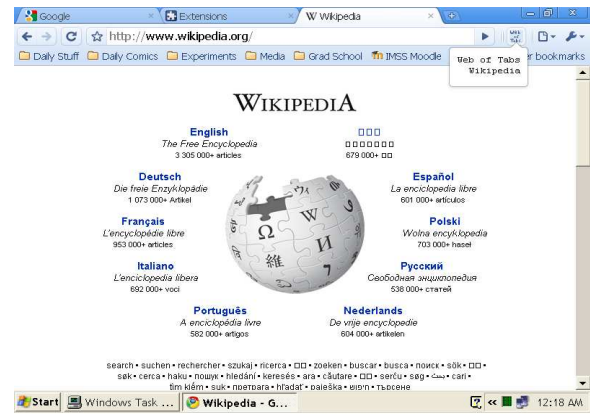 Google Extensions Wikipedia
http://www.wikipedia.org/
Daily Stuff Daily Comics Experiments Media Grad School IMSS Moodle r bookmarks
Web of Tabs
Wikipedia
WIKIPEDIA
English
The Free Encyclopedia
3 305 000+ articles
□□□
□□□□□□□
679 000+ □□
Deutsch
Die freie Enzyklopädie
1 073 000+ Artikel
Español
La enciclopedia libre
601 000+ artículos
Français
L'encyclopédie libre
953 000+ articles
Polski
Wolna encyklopedia
703 000+ haseł
Italiano
L'enciclopedia libera
692 000+ voci
Русский
Свободная энциклопедия
538 000+ статей
Português
A enciclopédia livre
582 000+ artigos
Nederlands
De vrije encyclopedie
604 000+ artikelen
Ω W И 維 7
search • suchen • rechercher • szukaj • ricerca • □□ • zoeken • buscar • busca • поиск • sök • □□ •
søk • cerca • haku • пошук • hledání • keresés • ara • căutare • □□ • serĉu • søg • بحث • cari •
tìm kiếm • suk • претрага • hľadať • paieška • חיפוש • търсене
Start Windows Task ... Wikipedia - G... 12:18 AM